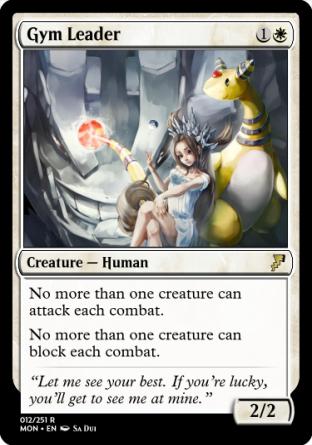 Gym Leader 1
Creature — Human
No more than one creature can
attack each combat.
No more than one creature can
block each combat.
“Let me see your best. If you're lucky,
you'll get to see me at mine.”
2/2
012/251 R
MON • EN SA DUI